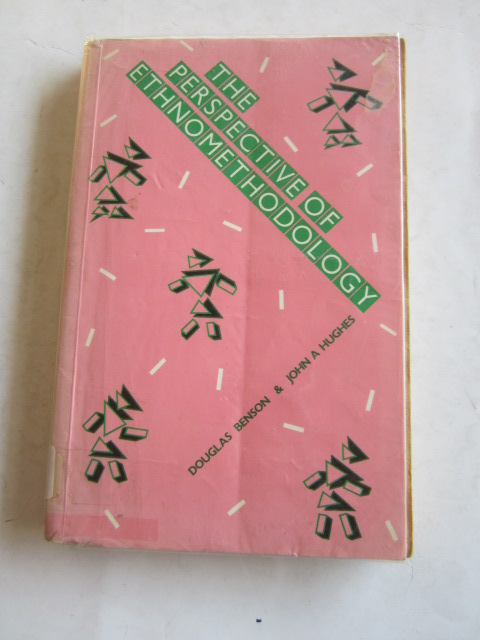 THE
PERSPECTIVE OF
ETHNOMETHODOLOGY
DOUGLAS BENSON & JOHN A HUGHES